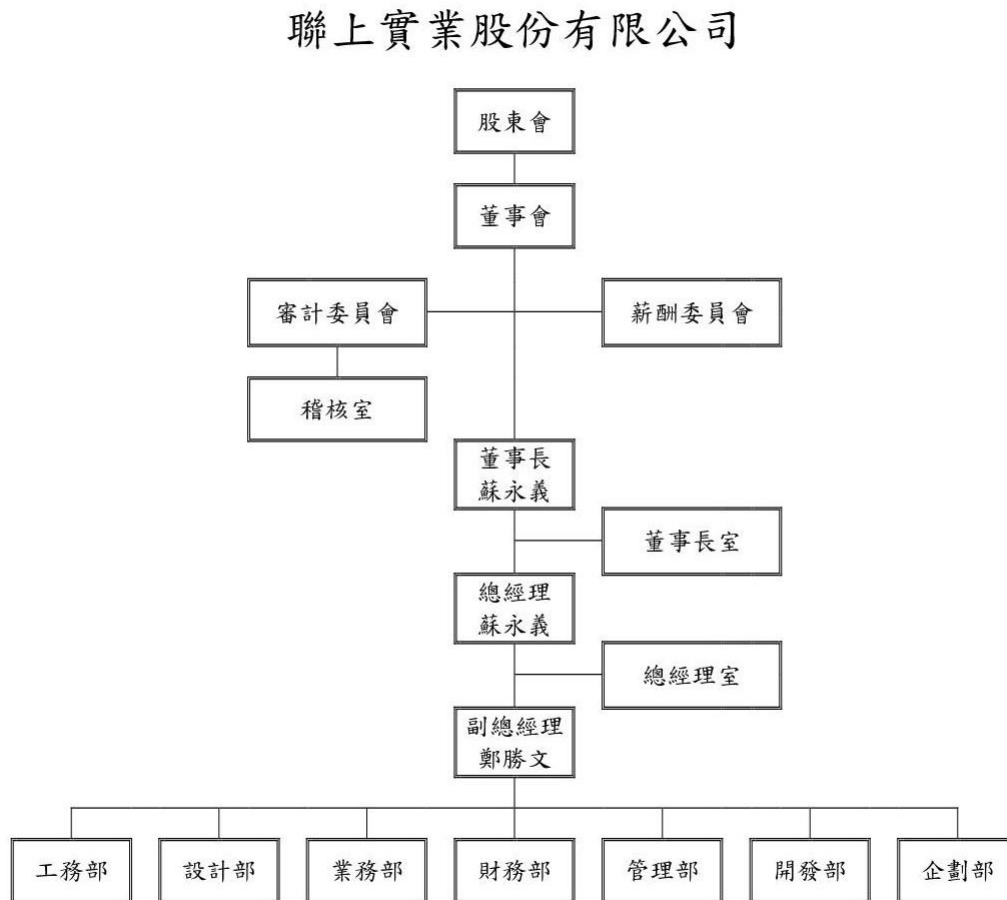 聯上實業股份有限公司
股東會
董事會
審計委員會
薪酬委員會
稽核室
董事長
蘇永義
董事長室
總經理
蘇永義
總經理室
副總經理
鄭勝文
工務部
設計部
業務部
財務部
管理部
開發部
企劃部